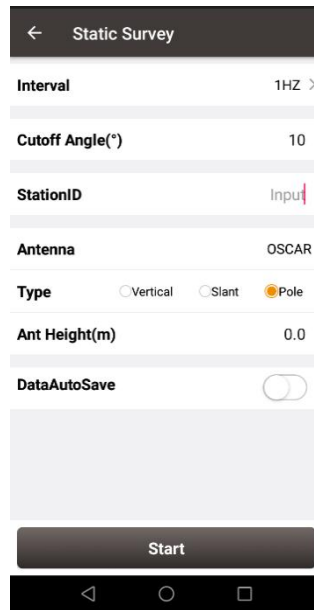 Static Survey
Interval 1HZ
Cutoff Angle(°) 10
StationID Input
Antenna OSCAR
Type Vertical Slant Pole
Ant Height(m) 0.0
DataAutoSave
Start